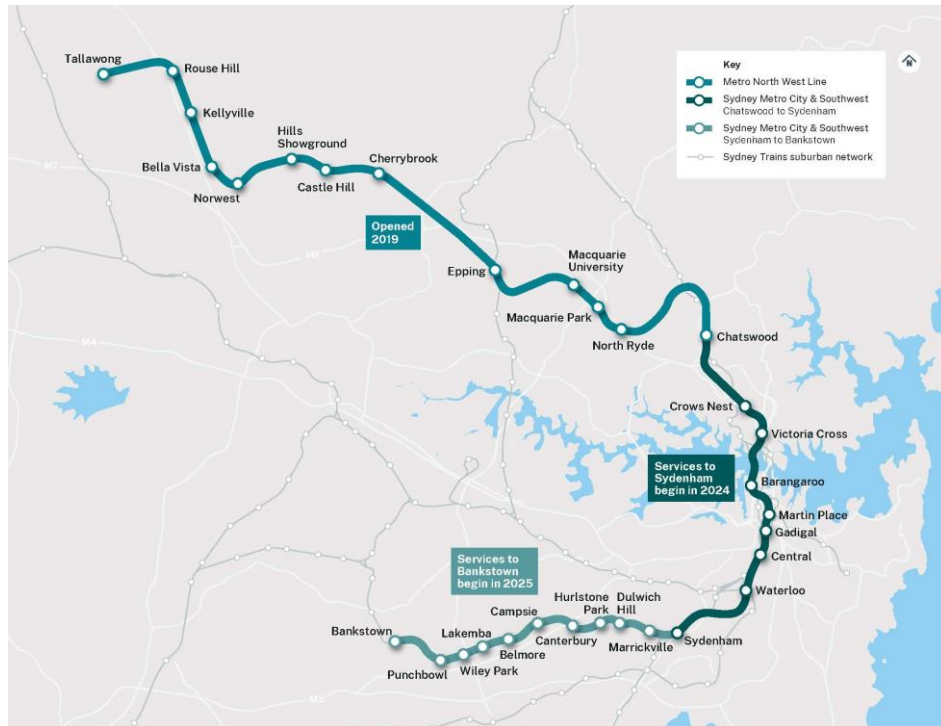 Key
N
Metro North West Line
Sydney Metro City & Southwest
Chatswood to Sydenham
Sydney Metro City & Southwest
Sydenham to Bankstown
Sydney Trains suburban network
Tallawong
Rouse Hill
Kellyville
Hills
Showground
Bella Vista
Castle Hill
Cherrybrook
Norwest
M7
Opened
2019
M2
Epping
Macquarie
University
Macquarie Park
North Ryde
Chatswood
M4
Crows Nest
Victoria Cross
Services to
Sydenham
begin in 2024
Barangaroo
Martin Place
Gadigal
Central
Services to
Bankstown
begin in 2025
Waterloo
Hurlstone
Park
Dulwich
Hill
Campsie
Bankstown
Lakemba
Canterbury
Marrickville
Sydenham
Belmore
Punchbowl
Wiley Park
M5